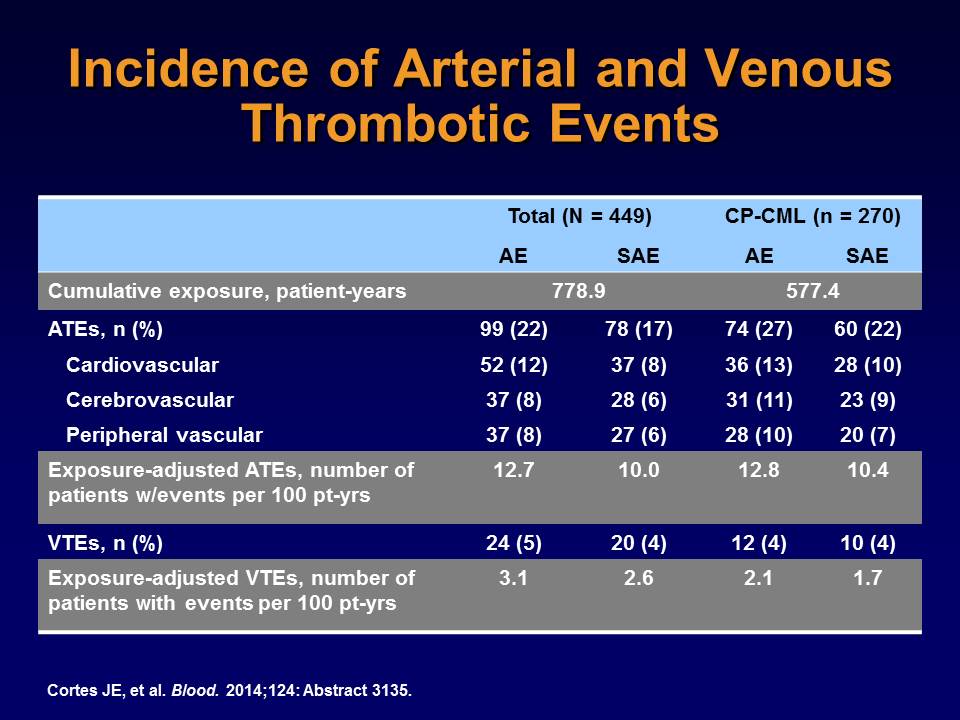 Incidence of Arterial and Venous
Thrombotic Events
Total (N = 449) CP-CML (n = 270)
AE SAE AE SAE
Cumulative exposure, patient-years 778.9 577.4
ATEs, n (%) 99 (22) 78 (17) 74 (27) 60 (22)
Cardiovascular 52 (12) 37 (8) 36 (13) 28 (10)
Cerebrovascular 37 (8) 28 (6) 31 (11) 23 (9)
Peripheral vascular 37 (8) 27 (6) 28 (10) 20 (7)
Exposure-adjusted ATEs, number of 12.7 10.0 12.8 10.4
patients w/events per 100 pt-yrs
VTEs, n (%) 24 (5) 20 (4) 12 (4) 10 (4)
Exposure-adjusted VTEs, number of 3.1 2.6 2.1 1.7
patients with events per 100 pt-yrs
Cortes JE, et al. Blood. 2014;124: Abstract 3135.